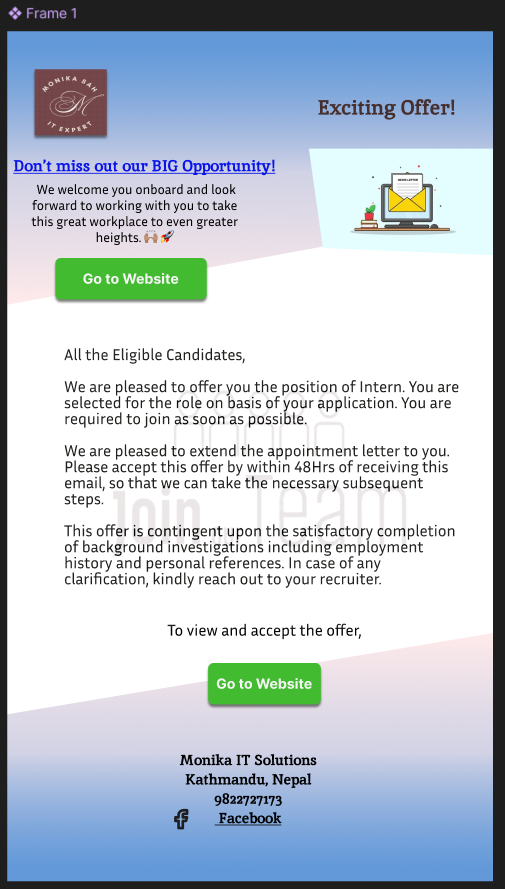 Frame 1
MONIKA BAH
M
IT EXPERT
Exciting Offer!
Don't miss out our BIG Opportunity!
We welcome you onboard and look
forward to working with you to take
this great workplace to even greater
heights. 🙌🏽🚀
NEWSLETTER
Go to Website
All the Eligible Candidates,
We are pleased to offer you the position of Intern. You are
selected for the role on basis of your application. You are
required to join as soon as possible.
We are pleased to extend the appointment letter to you.
Please accept this offer by within 48Hrs of receiving this
email, so that we can take the necessary subsequent
steps.
Join Team
This offer is contingent upon the satisfactory completion
of background investigations including employment
history and personal references. In case of any
clarification, kindly reach out to your recruiter.
To view and accept the offer,
Go to Website
Monika IT Solutions
Kathmandu, Nepal
9822727173
Facebook